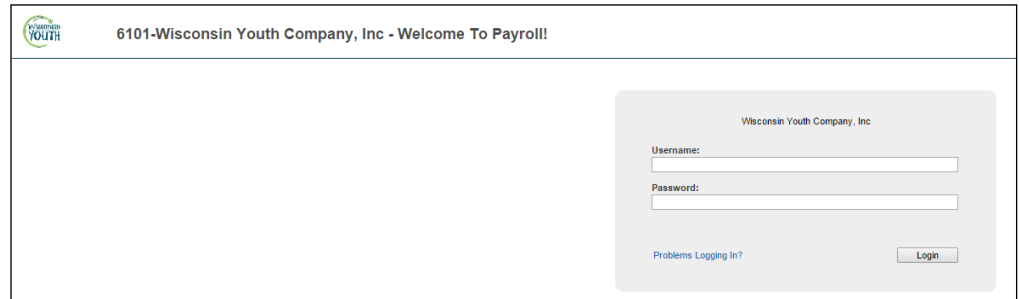 Wisconsin
YOUTH
6101-Wisconsin Youth Company, Inc - Welcome To Payroll!
Wisconsin Youth Company, Inc
Username:
Password:
Problems Logging In?
Login